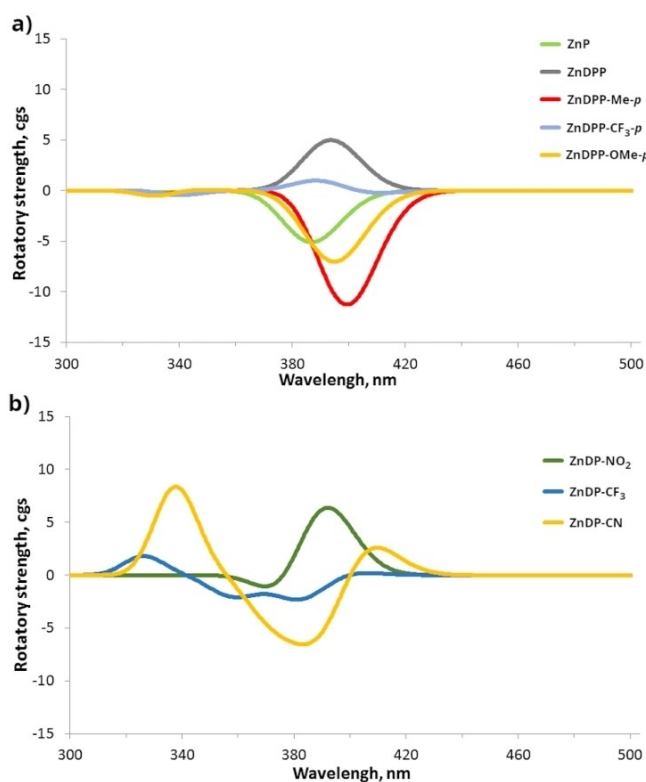 a)
15
10
5
0
-5
-10
-15
Rotatory strength, cgs
ZnP
ZnDPP
ZnDPP-Me-p
ZnDPP-CF₃-p
ZnDPP-OMe-p
300 340 380 420 460 500
Wavelengh, nm
b)
15
10
5
0
-5
-10
-15
Rotatory strength, cgs
ZnDP-NO₂
ZnDP-CF₃
ZnDP-CN
300 340 380 420 460 500
Wavelengh, nm